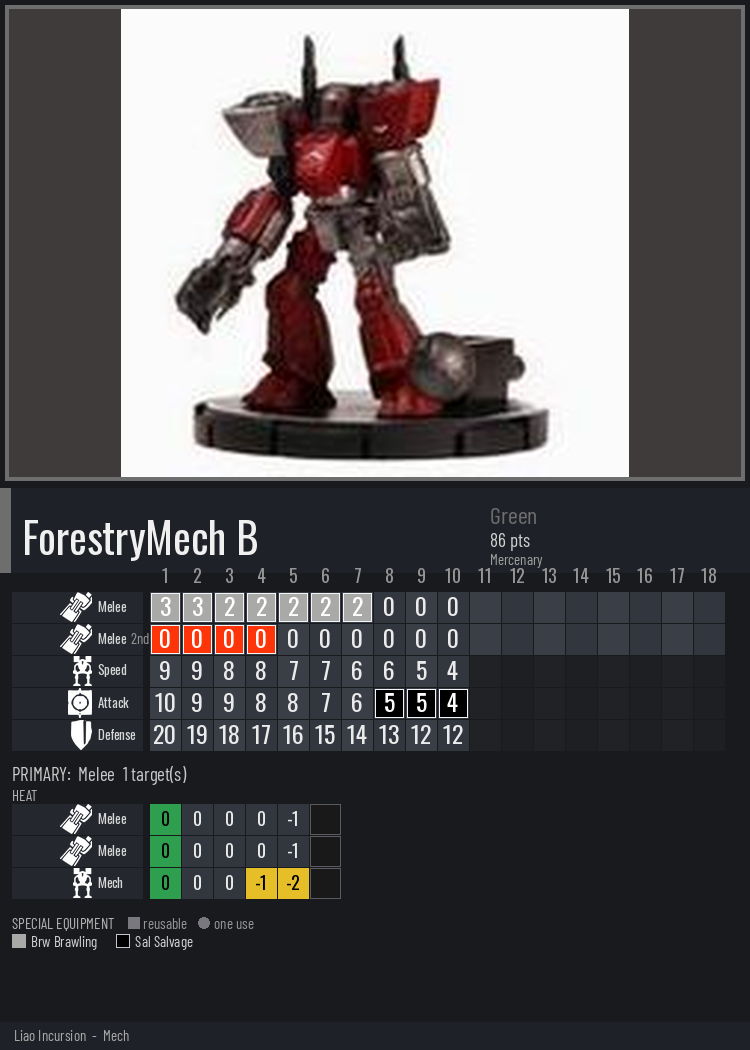 ForestryMech B
Green
86 pts
Mercenary
1 2 3 4 5 6 7 8 9 10 11 12 13 14 15 16 17 18
Melee 3 3 2 2 2 2 2 0 0 0
Melee 2nd 0 0 0 0 0 0 0 0 0 0
Speed 9 9 8 8 7 7 6 6 5 4
Attack 10 9 9 8 8 7 6 5 5 4
Defense 20 19 18 17 16 15 14 13 12 12
PRIMARY: Melee 1 target(s)
HEAT
Melee 0 0 0 0 -1
Melee 0 0 0 0 -1
Mech 0 0 0 -1 -2
SPECIAL EQUIPMENT reusable one use
Brw Brawling Sal Salvage
Liao Incursion - Mech